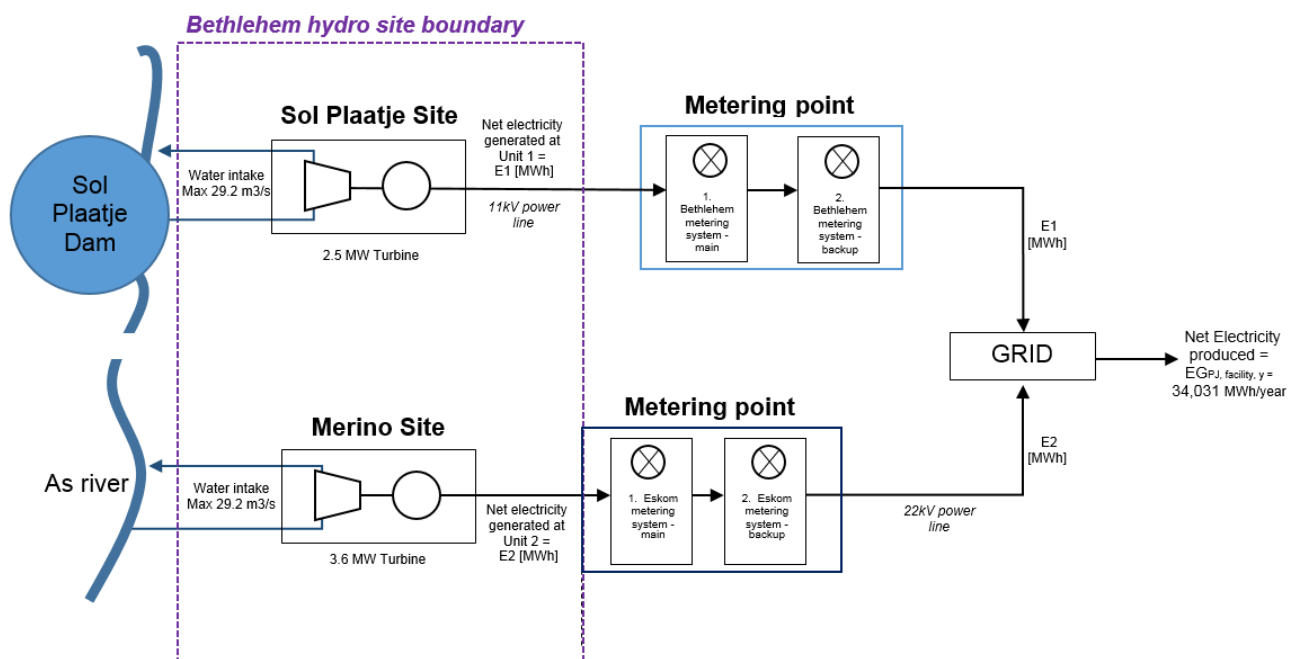 Bethlehem hydro site boundary
Sol Plaatje Site
Metering point
Net electricity
generated at
Unit 1 =
E1 [MWh]
Water intake
Max 29.2 m3/s
Sol
Plaatje
Dam
11kV power
line
2.5 MW Turbine
1.
Bethlehem
metering
system -
main
2.
Bethlehem
metering
system -
backup
E1
[MWh]
GRID
Net Electricity
produced =
EGPJ, facility, y =
34,031 MWh/year
Merino Site
Metering point
As river
Water intake
Max 29.2 m3/s
Net electricity
generated at
Unit 2 =
E2 [MWh]
3.6 MW Turbine
1. Eskom
metering
system -
main
2. Eskom
metering
system -
backup
E2
[MWh]
22kV power
line